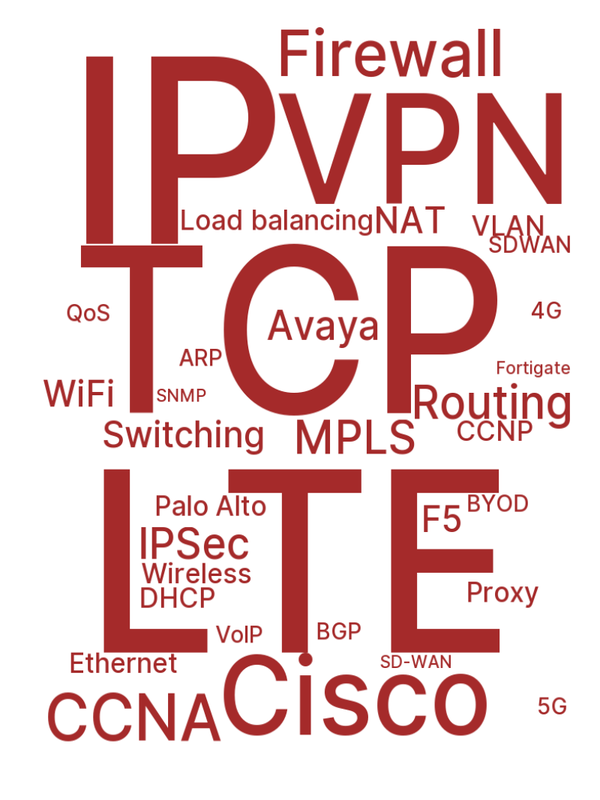 Firewall
IP
VPN
Load balancing
NAT
VLAN
SDWAN
TCP
QoS
Avaya
4G
ARP
Fortigate
WiFi
SNMP
Routing
Switching
MPLS
CCNP
LTE
Palo Alto
F5
BYOD
IPSec
Wireless
DHCP
Proxy
VoIP
BGP
Ethernet
SD-WAN
Cisco
CCNA
5G